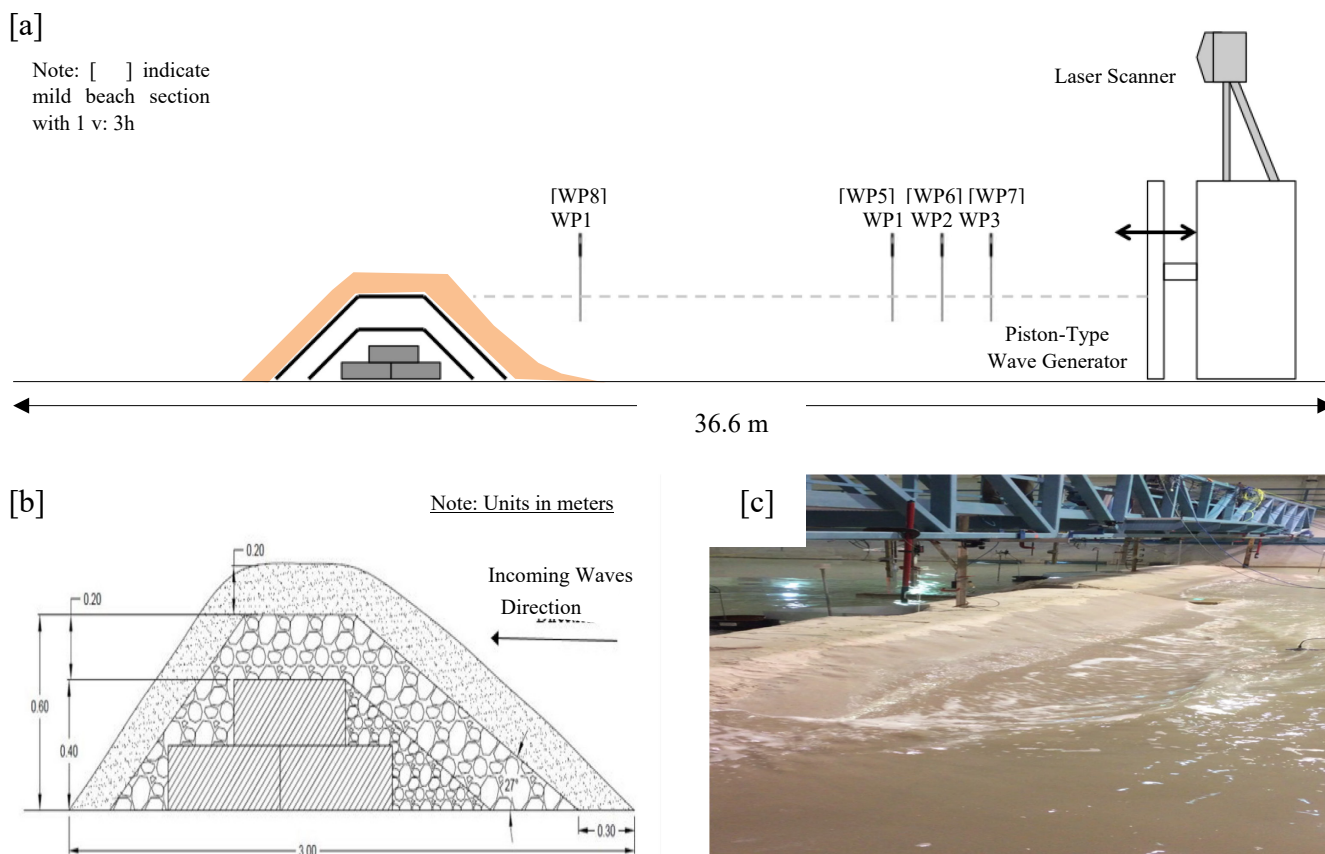 [a]
Note: [ ] indicate
mild beach section
with 1 v: 3h
Laser Scanner
[WP8]
WP1
[WP5] [WP6] [WP7]
WP1 WP2 WP3
Piston-Type
Wave Generator
36.6 m
[b]
Note: Units in meters
0.20
0.20
0.60
0.40
Incoming Waves
Direction
27°
0.30
3.00
[c]